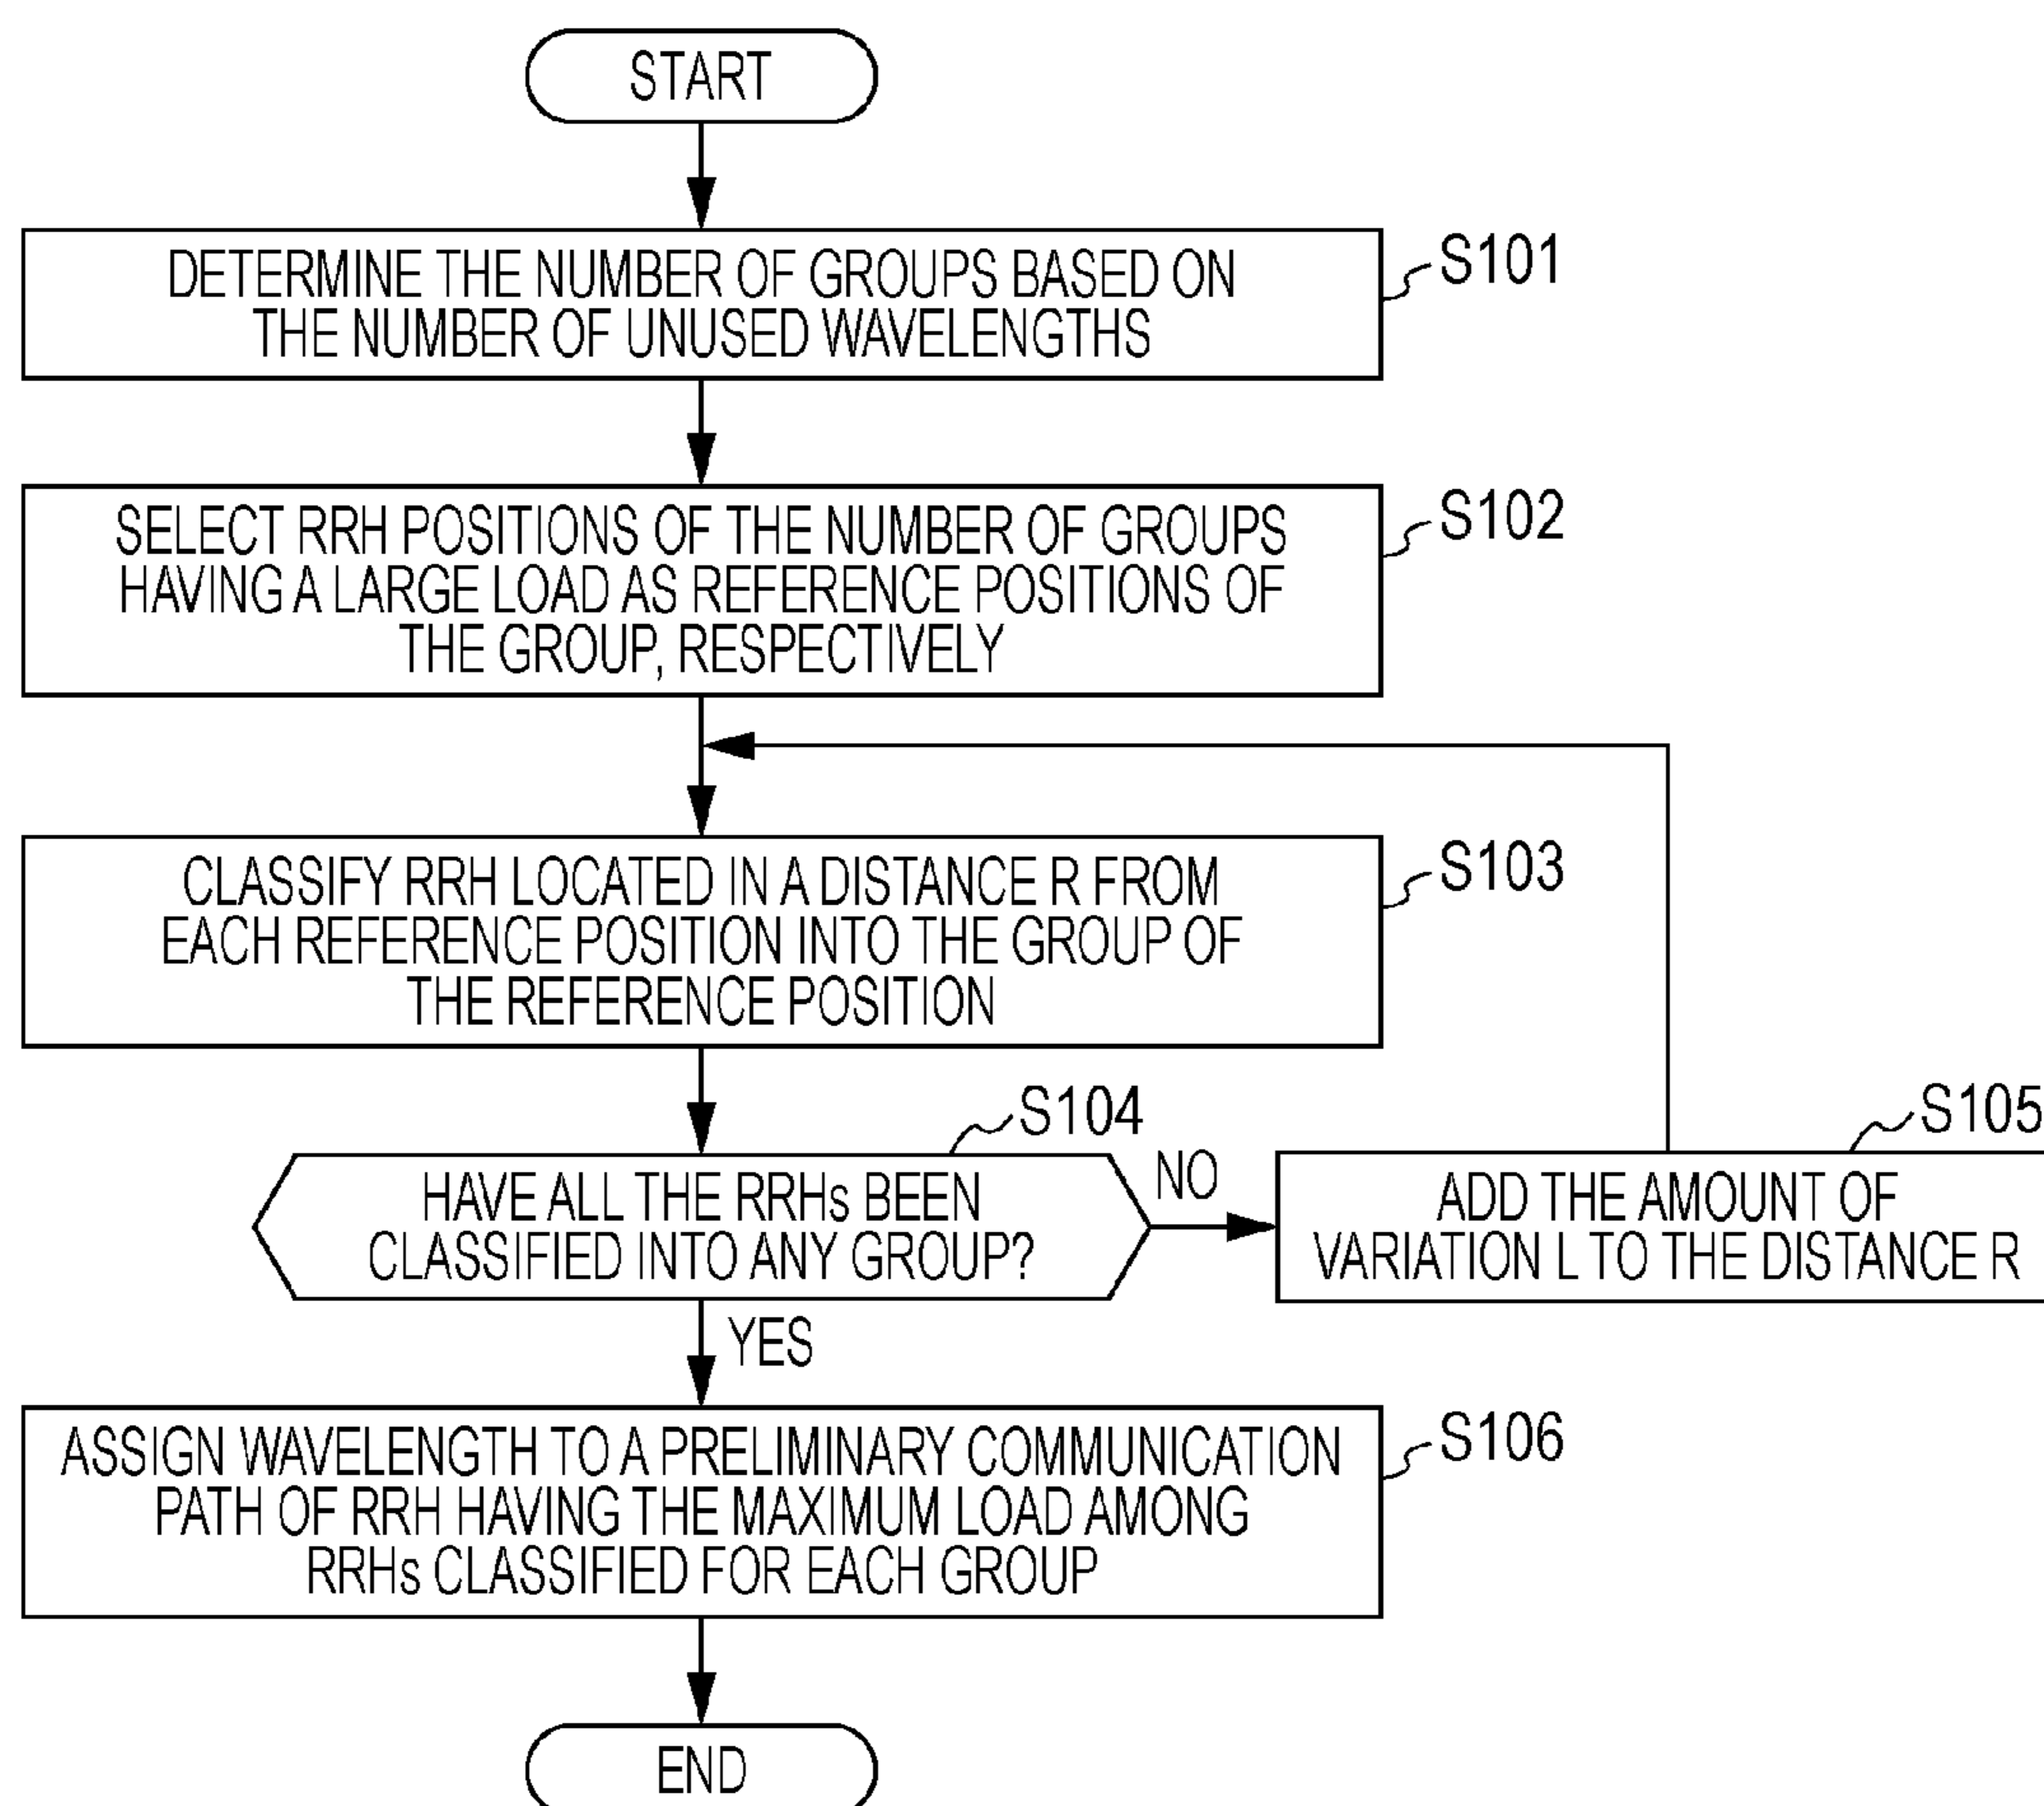 START
DETERMINE THE NUMBER OF GROUPS BASED ON
THE NUMBER OF UNUSED WAVELENGTHS
S101
SELECT RRH POSITIONS OF THE NUMBER OF GROUPS
HAVING A LARGE LOAD AS REFERENCE POSITIONS OF
THE GROUP, RESPECTIVELY
S102
CLASSIFY RRH LOCATED IN A DISTANCE R FROM
EACH REFERENCE POSITION INTO THE GROUP OF
THE REFERENCE POSITION
S103
S104
HAVE ALL THE RRHs BEEN
CLASSIFIED INTO ANY GROUP?
NO
S105
ADD THE AMOUNT OF
VARIATION L TO THE DISTANCE R
YES
ASSIGN WAVELENGTH TO A PRELIMINARY COMMUNICATION
PATH OF RRH HAVING THE MAXIMUM LOAD AMONG
RRHs CLASSIFIED FOR EACH GROUP
S106
END